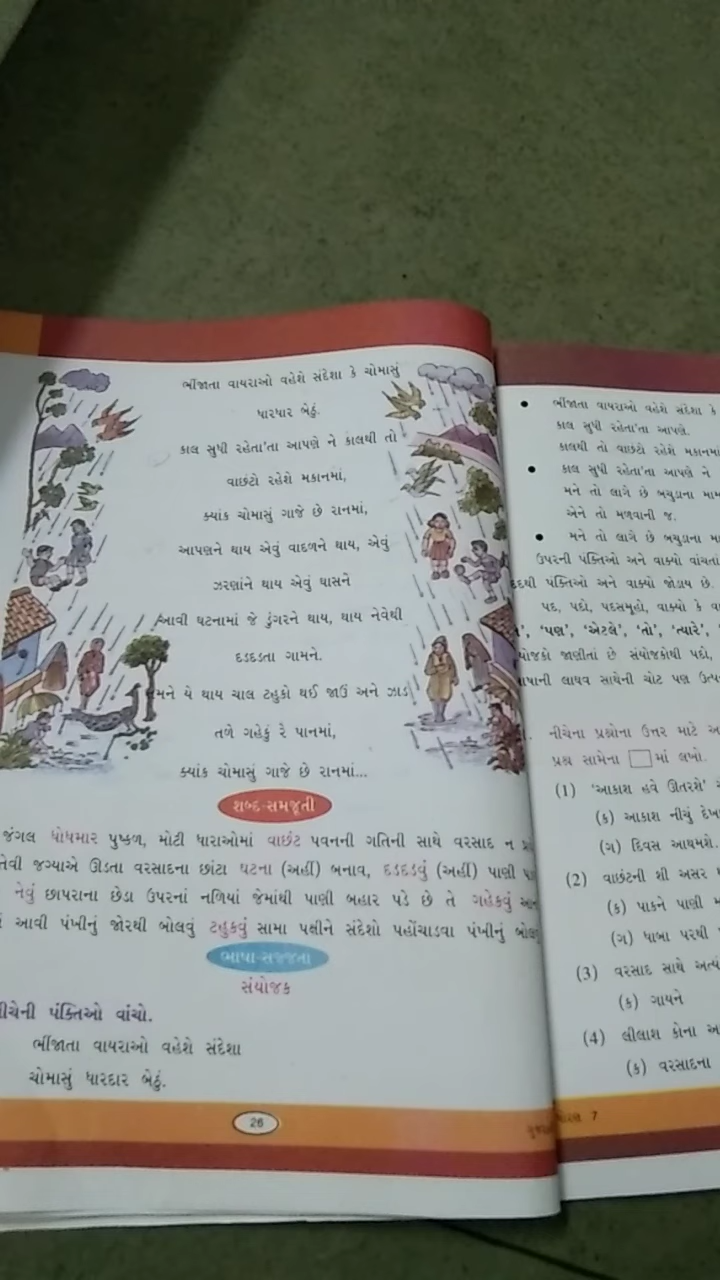 ભીંજાતા વાયરાઓ વહેશે સંદેશા કે ચોમાસું
ધારધાર બેઠું.
કાલ સુધી રહેતા'તા આપણે ને કાલથી તો
વાછંટો રહેશે મકાનમાં,
ક્યાંક ચોમાસું ગાજે છે રાનમાં,
આપણને થાય એવું વાદળને થાય, એવું
ઝરણાંને થાય એવું ઘાસને
આવી ઘટનામાં જે ડુંગરને થાય, થાય નેવેથી
દડદડતા ગામને.
મને યે થાય ચાલ ટહુકો થઈ જાઉં અને ઝાડ
તળે ગહેકું રે પાનમાં,
ક્યાંક ચોમાસું ગાજે છે રાનમાં...
શબ્દ-સમજૂતી
જંગલ ધોધમાર પુષ્કળ, મોટી ધારાઓમાં વાછંટ પવનની ગતિની સાથે વરસાદ ન
તેવી જગ્યાએ ઊડતા વરસાદના છાંટા ઘટના (અહીં) બનાવ, દડદડવું (અહીં) પાણી
નેવું છાપરાના છેડા ઉપરનાં નળિયાં જેમાંથી પાણી બહાર પડે છે તે ગહેકવું
આવી પંખીનું જોરથી બોલવું ટહુકવું સામા પક્ષીને સંદેશો પહોંચાડવા પંખીનું
ભાષા-સજ્જતા
સંયોજક
નીચેની પંક્તિઓ વાંચો.
ભીંજાતા વાયરાઓ વહેશે સંદેશા
ચોમાસું ધારદાર બેઠું.
26
• ભીંજાતા વાયરાઓ વહેશે સંદેશા કે
કાલ સુધી રહેતા'તા આપણે.
કાલથી તો વાછંટો રહેશે મકાનમાં
• કાલ સુધી રહેતા'તા આપણે ને
મને તો લાગે છે બચુડાના
એને તો મળવાની જ.
• મને તો લાગે છે બચુડાના
ઉપરની પંક્તિઓ અને વાક્યો વાંચતાં
પંક્તિઓ અને વાક્યો જોડાય છે.
પદ, પદો, પદસમૂહો, વાક્યો કે
'પણ', 'એટલે', 'તો', 'ત્યારે',
જાણીતાં છે સંયોજકોથી પદો,
લાઘવ સાથેની ચોટ પણ
નીચેના પ્રશ્નોના ઉત્તર માટે
પ્રશ્ન સામેના □ માં લખો.
(1) 'આકાશ હવે ઊતરશે'
(ક) આકાશ નીચું
(ગ) દિવસ આથમશે.
(2) વાછંટની શી અસર
(ક) પાકને પાણી
(ગ) ધાબા પરથી
(3) વરસાદ સાથે
(ક) ગાયને
(4) લીલાશ કોના
(ક) વરસાદના
7